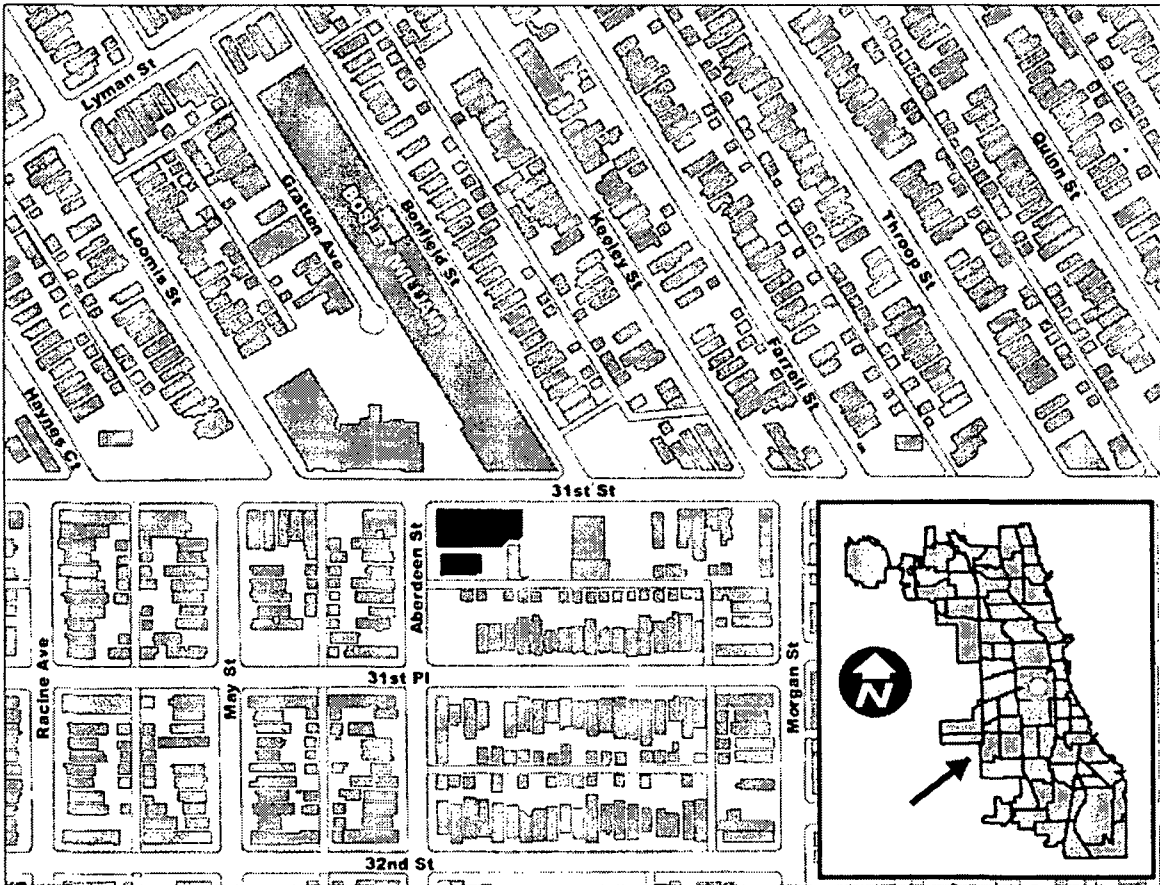 Lyman St
Quinn St
Gratten Ave
Loomis St
Bonfield St
Keeley St
Throop St
Farrell St
Haynes Ct
31st St
Aberdeen St
Racine Ave
May St
31st Pl
Morgan St
N
32nd St